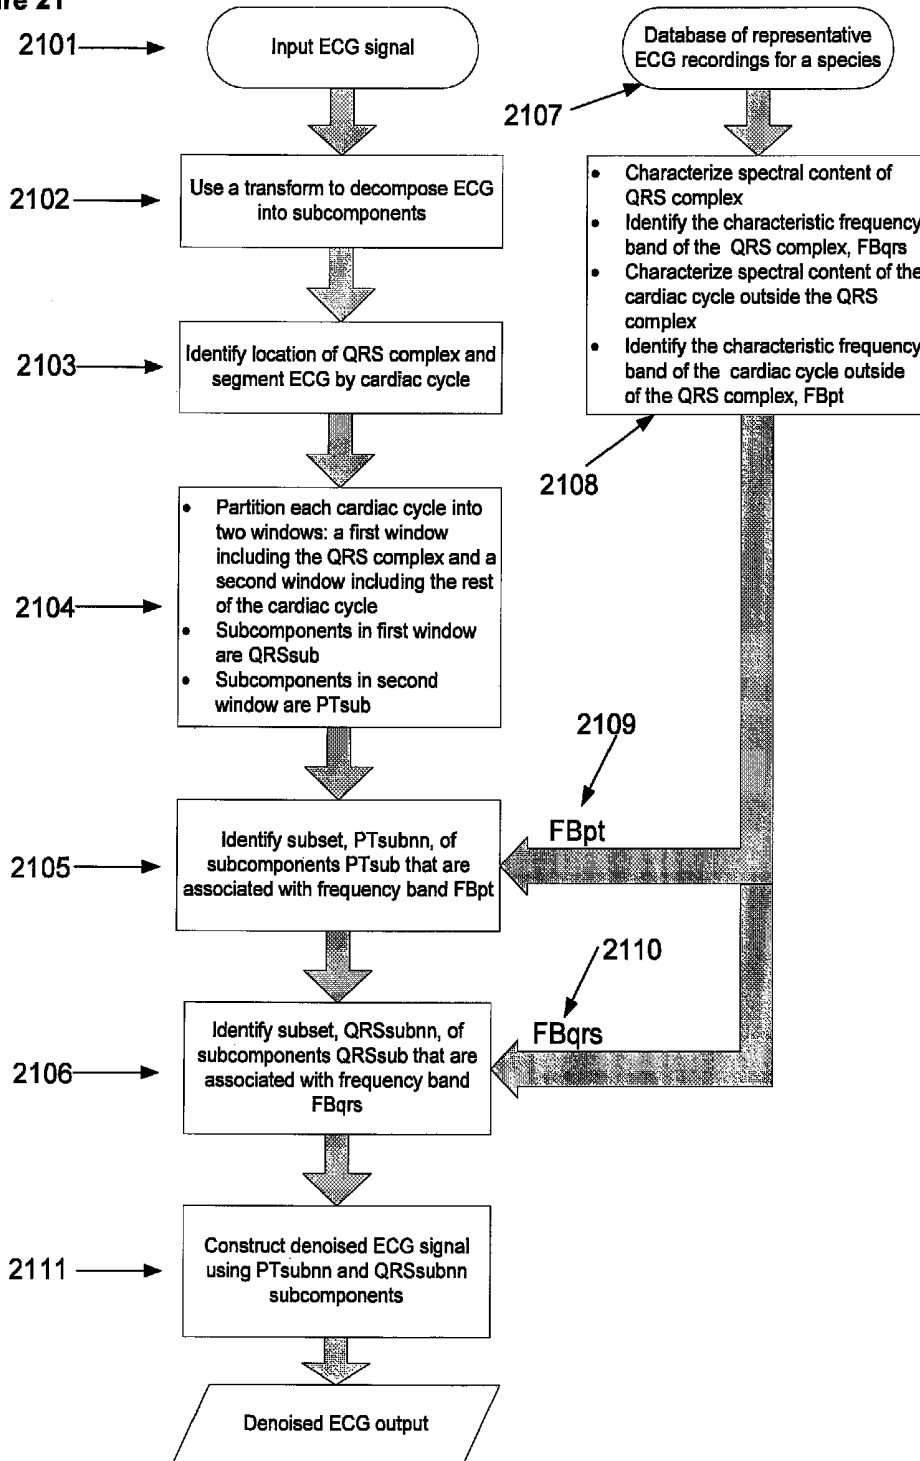 re 21
2101
Input ECG signal
Database of representative
ECG recordings for a species
2107
2102
Use a transform to decompose ECG
into subcomponents
• Characterize spectral content of
QRS complex
• Identify the characteristic frequency
band of the QRS complex, FBqrs
• Characterize spectral content of the
cardiac cycle outside the QRS
complex
• Identify the characteristic frequency
band of the cardiac cycle outside
of the QRS complex, FBpt
2103
Identify location of QRS complex and
segment ECG by cardiac cycle
2108
2104
• Partition each cardiac cycle into
two windows: a first window
including the QRS complex and a
second window including the rest
of the cardiac cycle
• Subcomponents in first window
are QRSsub
• Subcomponents in second
window are PTsub
2109
FBpt
2105
Identify subset, PTsubnn, of
subcomponents PTsub that are
associated with frequency band FBpt
2110
FBqrs
2106
Identify subset, QRSsubnn, of
subcomponents QRSsub that are
associated with frequency band
FBqrs
2111
Construct denoised ECG signal
using PTsubnn and QRSsubnn
subcomponents
Denoised ECG output